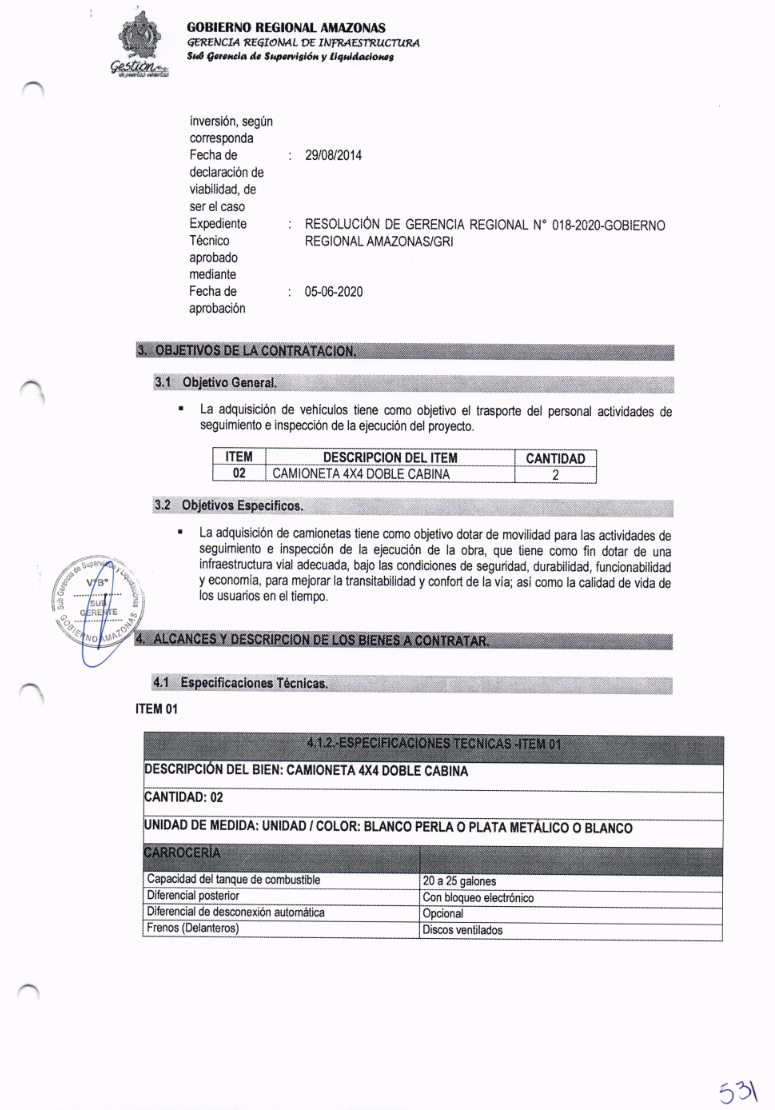 GOBIERNO REGIONAL AMAZONAS
GERENCIA REGIONAL DE INFRAESTRUCTURA
Sub Gerencia de Supervisión y Liquidaciones
Gestión
de puertas abiertas
inversión, según
corresponda
Fecha de : 29/08/2014
declaración de
viabilidad, de
ser el caso
Expediente : RESOLUCIÓN DE GERENCIA REGIONAL N° 018-2020-GOBIERNO
Técnico REGIONAL AMAZONAS/GRI
aprobado
mediante
Fecha de : 05-06-2020
aprobación
3. OBJETIVOS DE LA CONTRATACION.
3.1 Objetivo General.
▪ La adquisición de vehículos tiene como objetivo el trasporte del personal actividades de
seguimiento e inspección de la ejecución del proyecto.
ITEM DESCRIPCION DEL ITEM CANTIDAD
02 CAMIONETA 4X4 DOBLE CABINA 2
3.2 Objetivos Especificos.
▪ La adquisición de camionetas tiene como objetivo dotar de movilidad para las actividades de
seguimiento e inspección de la ejecución de la obra, que tiene como fin dotar de una
infraestructura vial adecuada, bajo las condiciones de seguridad, durabilidad, funcionabilidad
y economía, para mejorar la transitabilidad y confort de la vía; así como la calidad de vida de
los usuarios en el tiempo.
Sub Gerencia de Supervisión y Liquidaciones
V°B°
SUB
GERENTE
GOBIERNO AMAZONAS
4. ALCANCES Y DESCRIPCION DE LOS BIENES A CONTRATAR.
4.1 Especificaciones Técnicas.
ITEM 01
4.1.2.-ESPECIFICACIONES TECNICAS -ITEM 01
DESCRIPCIÓN DEL BIEN: CAMIONETA 4X4 DOBLE CABINA
CANTIDAD: 02
UNIDAD DE MEDIDA: UNIDAD / COLOR: BLANCO PERLA O PLATA METÁLICO O BLANCO
CARROCERÍA
Capacidad del tanque de combustible 20 a 25 galones
Diferencial posterior Con bloqueo electrónico
Diferencial de desconexión automática Opcional
Frenos (Delanteros) Discos ventilados
531